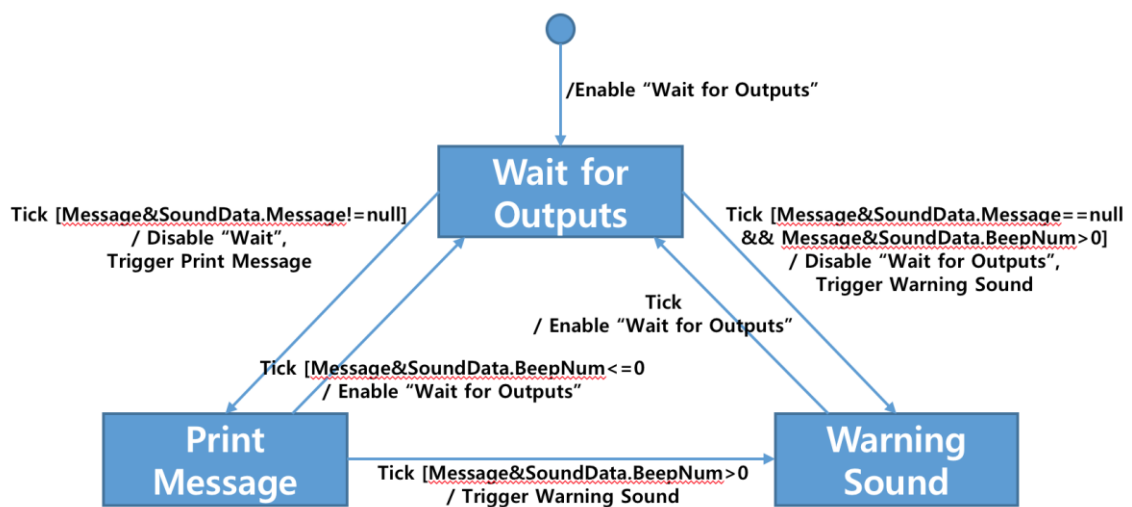 /Enable “Wait for Outputs”
Wait for
Outputs
Tick [Message&SoundData.Message!=null]
/ Disable “Wait”,
Trigger Print Message
Tick [Message&SoundData.Message==null
&& Message&SoundData.BeepNum>0]
/ Disable “Wait for Outputs”,
Trigger Warning Sound
Tick
/ Enable “Wait for Outputs”
Tick [Message&SoundData.BeepNum<=0
/ Enable “Wait for Outputs”
Print
Message
Warning
Sound
Tick [Message&SoundData.BeepNum>0
/ Trigger Warning Sound